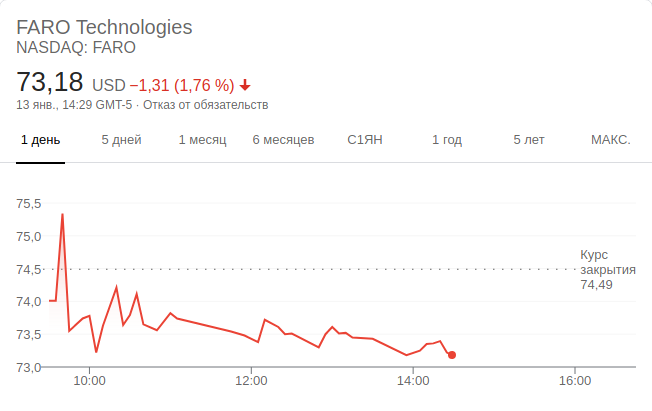 FARO Technologies
NASDAQ: FARO
73,18 USD −1,31 (1,76 %)
13 янв., 14:29 GMT-5 · Отказ от обязательств
1 день 5 дней 1 месяц 6 месяцев С1ЯН 1 год 5 лет МАКС.
75,5
75,0
74,5
74,0
73,5
73,0
Курс
закрытия
74,49
10:00 12:00 14:00 16:00